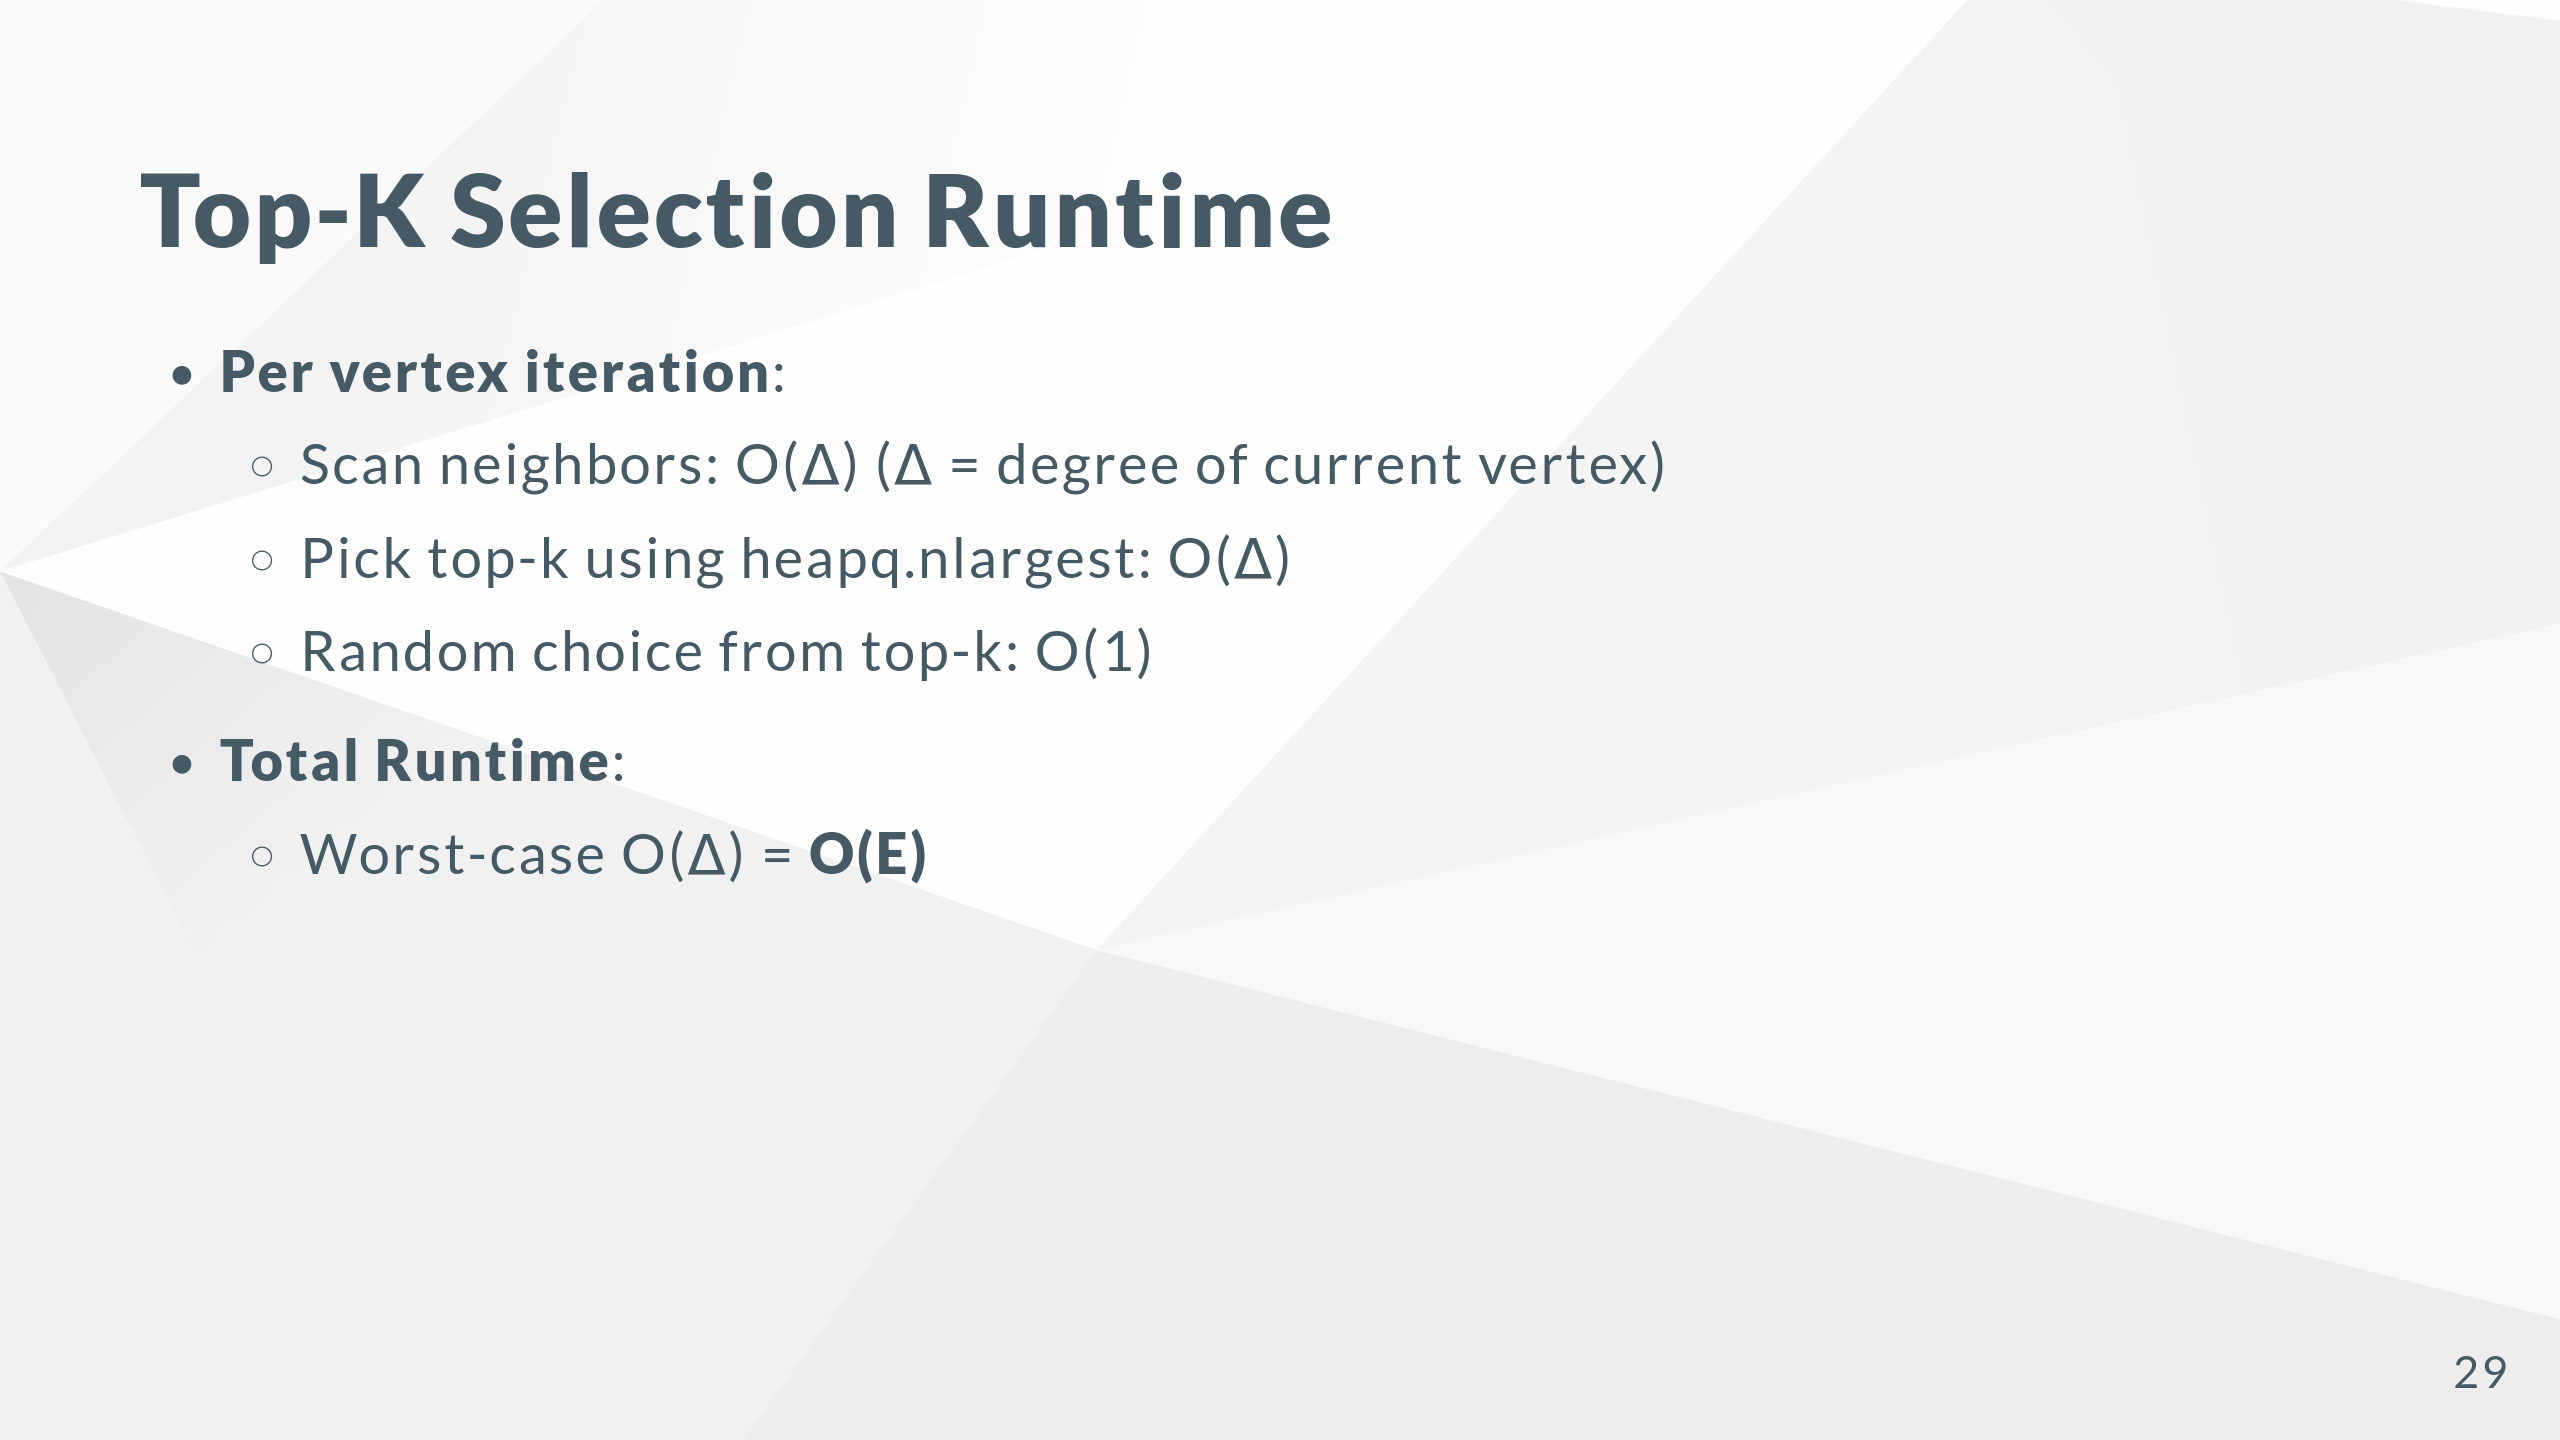 Top-K Selection Runtime
• Per vertex iteration:
○ Scan neighbors: O(Δ) (Δ = degree of current vertex)
○ Pick top-k using heapq.nlargest: O(Δ)
○ Random choice from top-k: O(1)
• Total Runtime:
○ Worst-case O(Δ) = O(E)
29